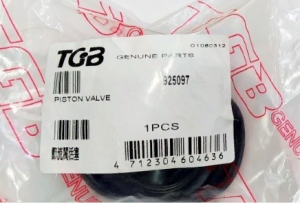 TGB
GENUINE PARTS
01080312
925097
PISTON VALVE
1PCS
4 712304 604636